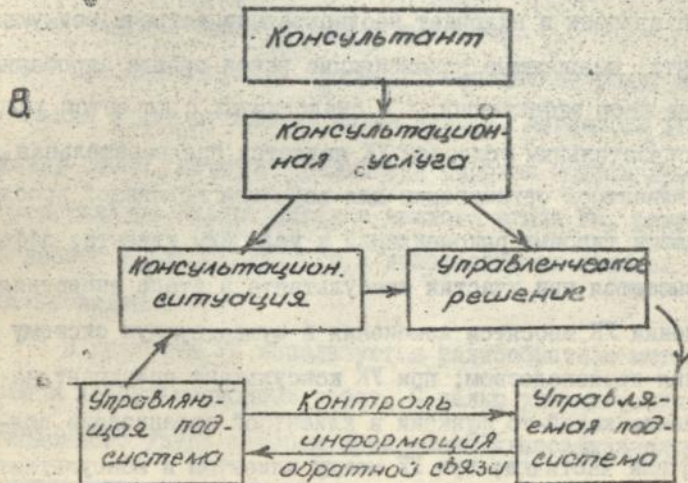 Консультант
В.
Консультацион-
ная услуга
Консультацион.
ситуация
Управленческое
решение
Управляю-
щая под-
система
Контроль
информация
обратной связи
Управля-
емая под-
система